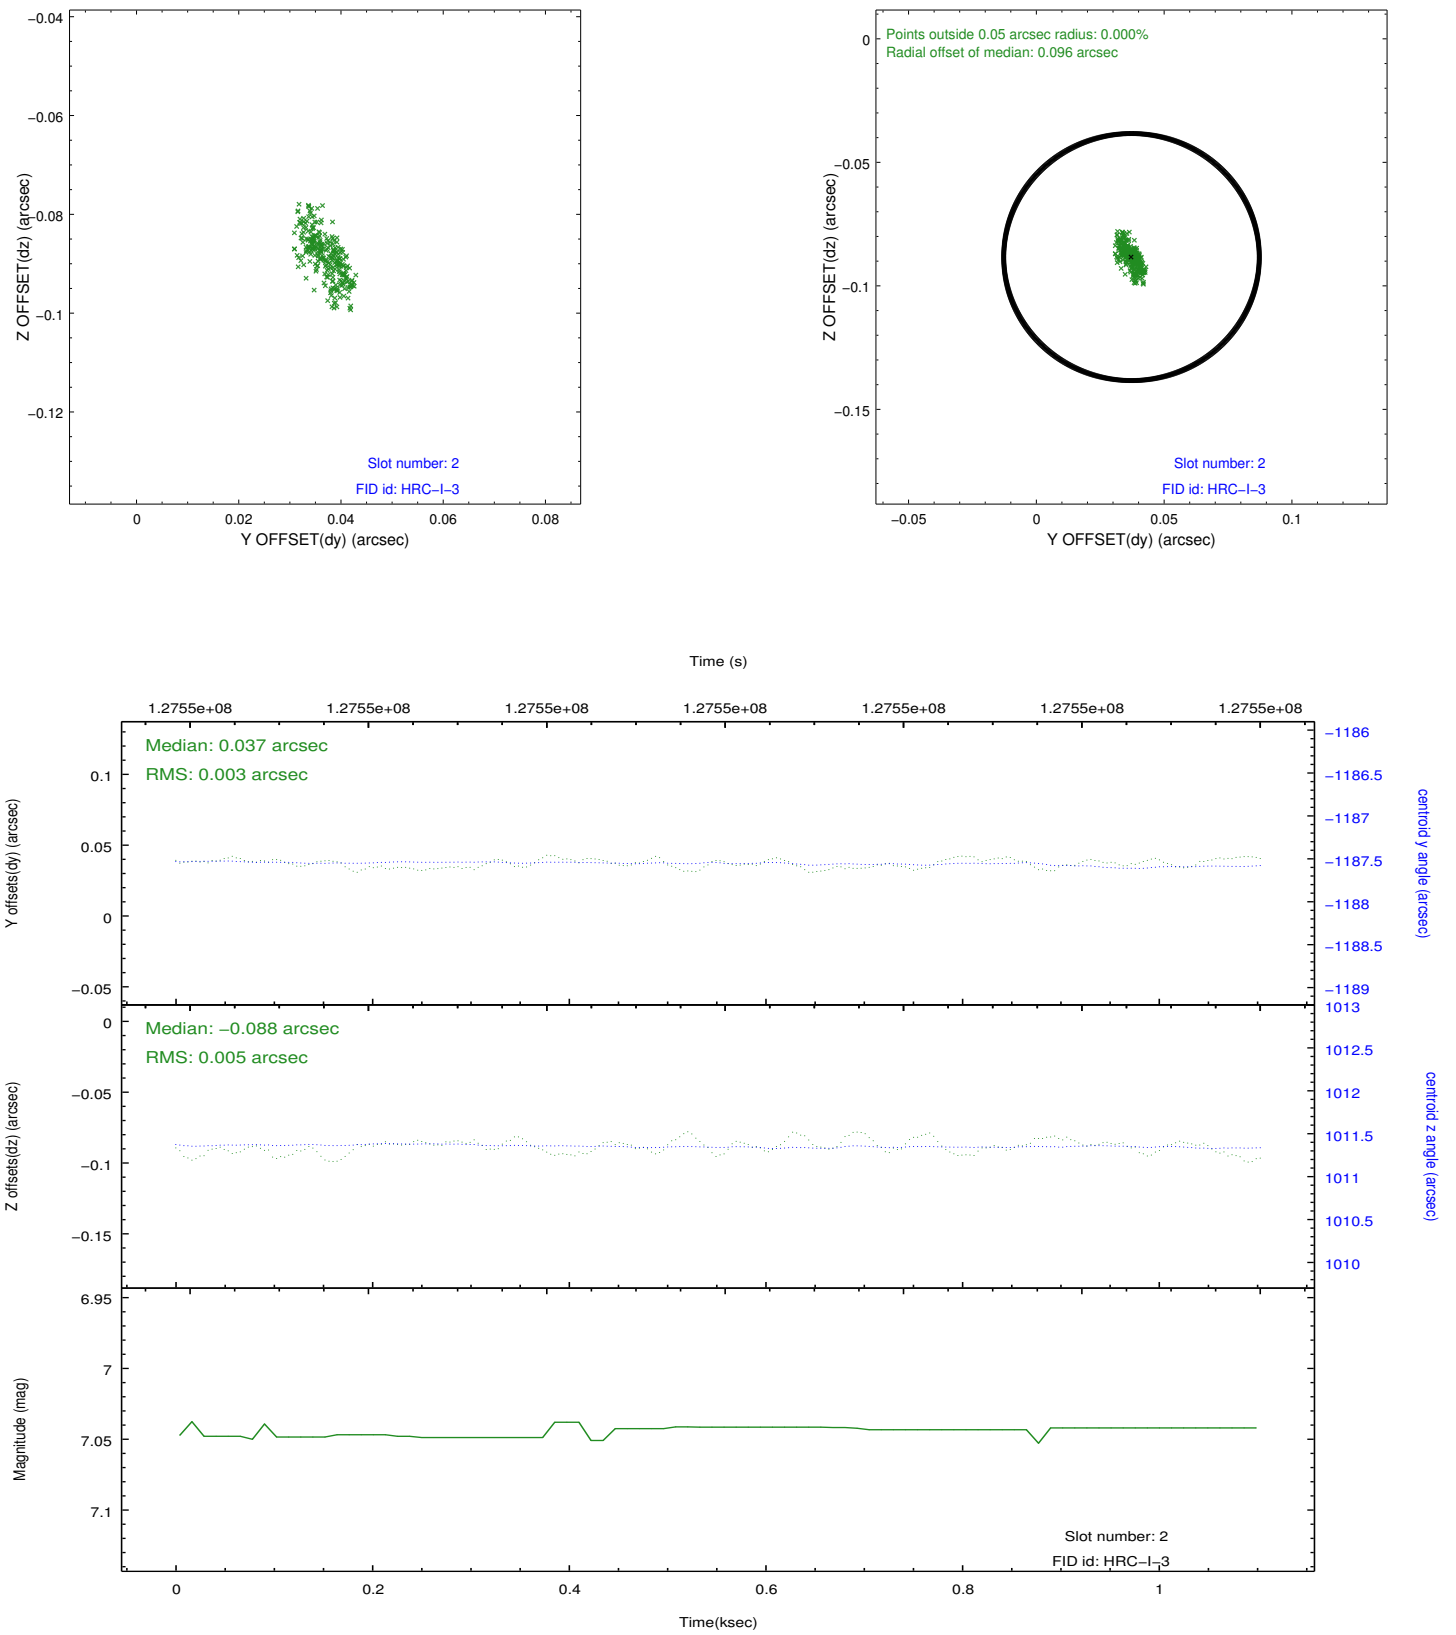 −0.04
−0.06
−0.08
−0.1
−0.12
Z OFFSET(dz) (arcsec)
Slot number: 2
FID id: HRC−I−3
0 0.02 0.04 0.06 0.08
Y OFFSET(dy) (arcsec)
Points outside 0.05 arcsec radius: 0.000%
Radial offset of median: 0.096 arcsec
0
−0.05
−0.1
−0.15
Z OFFSET(dz) (arcsec)
Slot number: 2
FID id: HRC−I−3
−0.05 0 0.05 0.1
Y OFFSET(dy) (arcsec)
Time (s)
1.2755e+08 1.2755e+08 1.2755e+08 1.2755e+08 1.2755e+08 1.2755e+08 1.2755e+08
Median: 0.037 arcsec
RMS: 0.003 arcsec
0.1
0.05
0
−0.05
Y offsets(dy) (arcsec)
−1186
−1186.5
−1187
−1187.5
−1188
−1188.5
−1189
centroid y angle (arcsec)
Median: −0.088 arcsec
RMS: 0.005 arcsec
0
−0.05
−0.1
−0.15
Z offsets(dz) (arcsec)
1013
1012.5
1012
1011.5
1011
1010.5
1010
centroid z angle (arcsec)
6.95
7
7.05
7.1
Magnitude (mag)
Slot number: 2
FID id: HRC−I−3
0 0.2 0.4 0.6 0.8 1
Time(ksec)